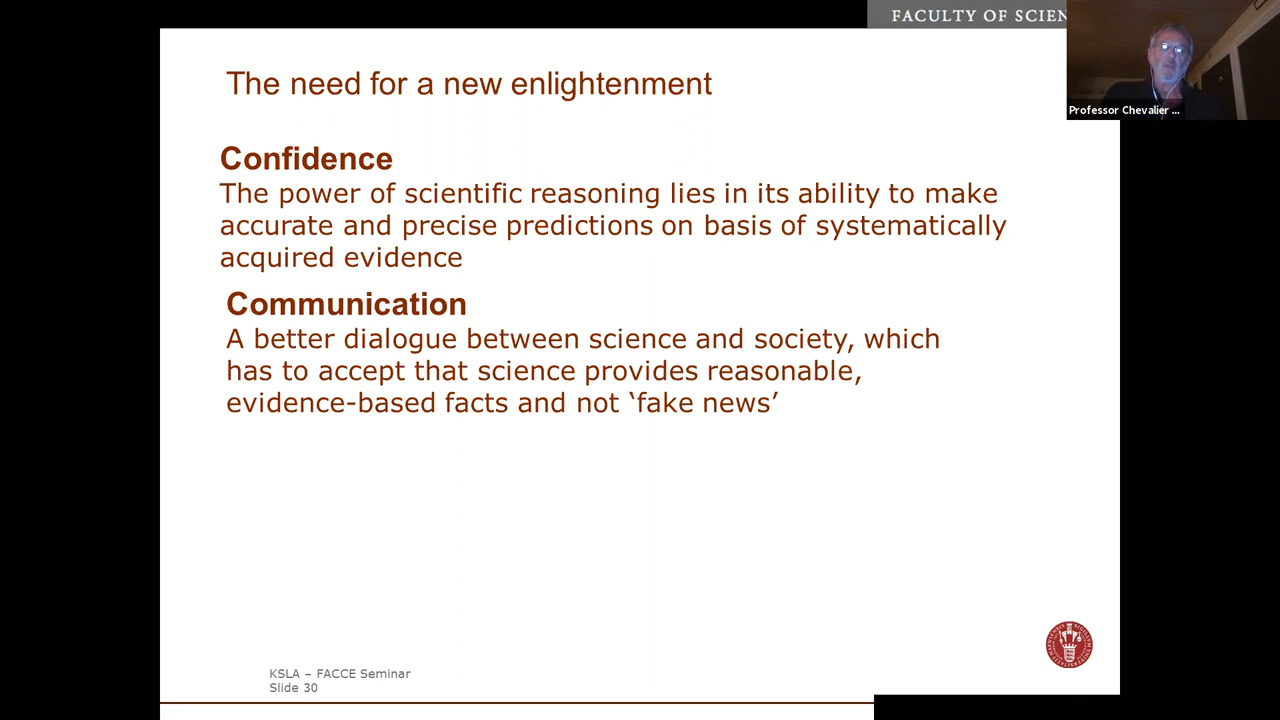 FACULTY OF SCIEN
Professor Chevalier ...
The need for a new enlightenment
Confidence
The power of scientific reasoning lies in its ability to make
accurate and precise predictions on basis of systematically
acquired evidence
Communication
A better dialogue between science and society, which
has to accept that science provides reasonable,
evidence-based facts and not ‘fake news’
KSLA – FACCE Seminar
Slide 30